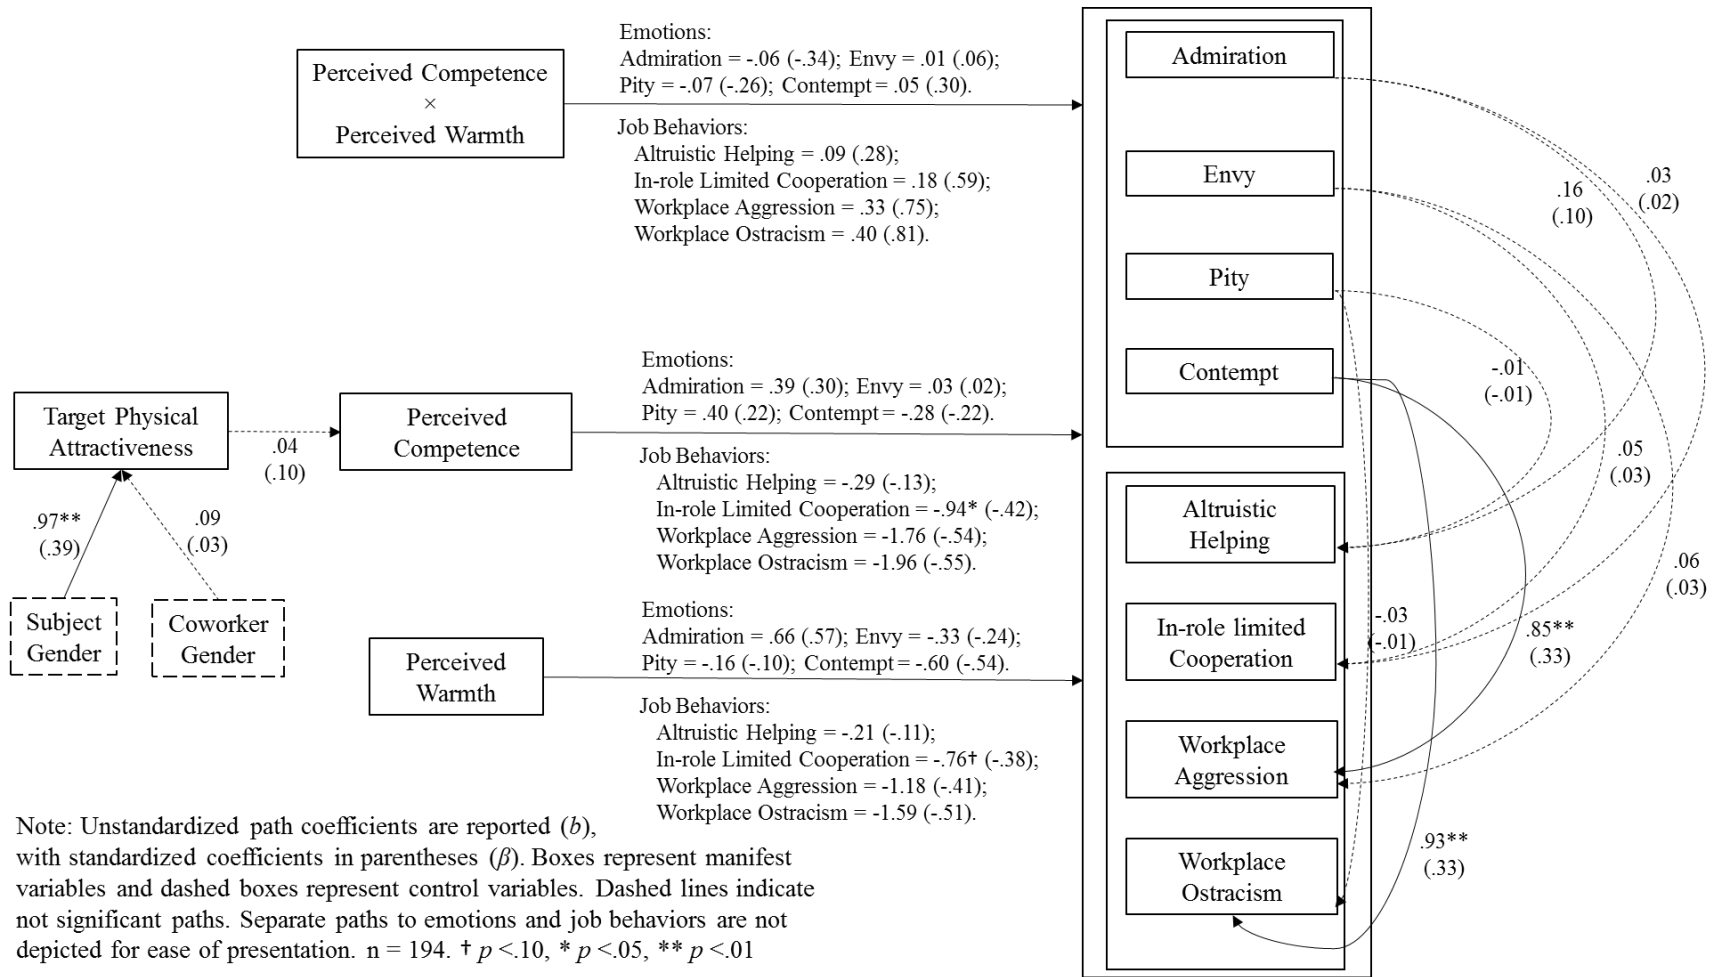 Perceived Competence
×
Perceived Warmth
Emotions:
Admiration = -.06 (-.34); Envy = .01 (.06);
Pity = -.07 (-.26); Contempt = .05 (.30).
Job Behaviors:
Altruistic Helping = .09 (.28);
In-role Limited Cooperation = .18 (.59);
Workplace Aggression = .33 (.75);
Workplace Ostracism = .40 (.81).
Target Physical
Attractiveness
.04
(.10)
Perceived
Competence
Emotions:
Admiration = .39 (.30); Envy = .03 (.02);
Pity = .40 (.22); Contempt = -.28 (-.22).
Job Behaviors:
Altruistic Helping = -.29 (-.13);
In-role Limited Cooperation = -.94* (-.42);
Workplace Aggression = -1.76 (-.54);
Workplace Ostracism = -1.96 (-.55).
.97**
(.39)
.09
(.03)
Subject
Gender
Coworker
Gender
Perceived
Warmth
Emotions:
Admiration = .66 (.57); Envy = -.33 (-.24);
Pity = -.16 (-.10); Contempt = -.60 (-.54).
Job Behaviors:
Altruistic Helping = -.21 (-.11);
In-role Limited Cooperation = -.76† (-.38);
Workplace Aggression = -1.18 (-.41);
Workplace Ostracism = -1.59 (-.51).
Admiration
Envy
Pity
Contempt
Altruistic
Helping
In-role limited
Cooperation
Workplace
Aggression
Workplace
Ostracism
.16
(.10)
.03
(.02)
-.01
(-.01)
.05
(.03)
.06
(.03)
-.03
(-.01)
.85**
(.33)
.93**
(.33)
Note: Unstandardized path coefficients are reported (b),
with standardized coefficients in parentheses (β). Boxes represent manifest
variables and dashed boxes represent control variables. Dashed lines indicate
not significant paths. Separate paths to emotions and job behaviors are not
depicted for ease of presentation. n = 194. † p <.10, * p <.05, ** p <.01